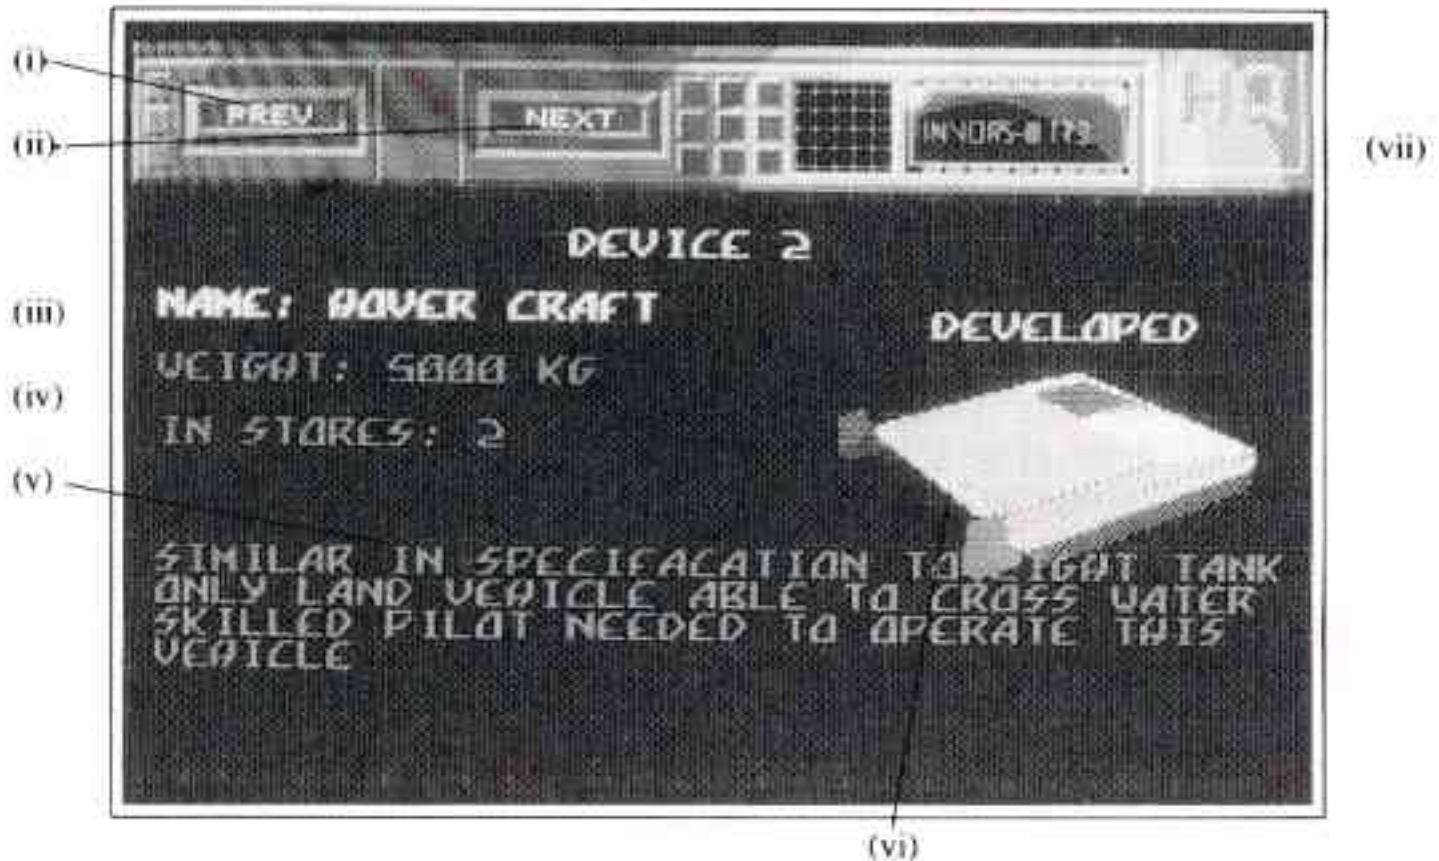 (i)
PREV
NEXT
HQ
(ii)
(vii)
DEVICE 2
(iii)
NAME: HOVER CRAFT
DEVELOPED
WEIGHT: 5000 KG
(iv)
IN STORES: 2
(v)
SIMILAR IN SPECIFACATION TO LIGHT TANK
ONLY LAND VEHICLE ABLE TO CROSS WATER
SKILLED PILOT NEEDED TO OPERATE THIS
VEHICLE
(vi)